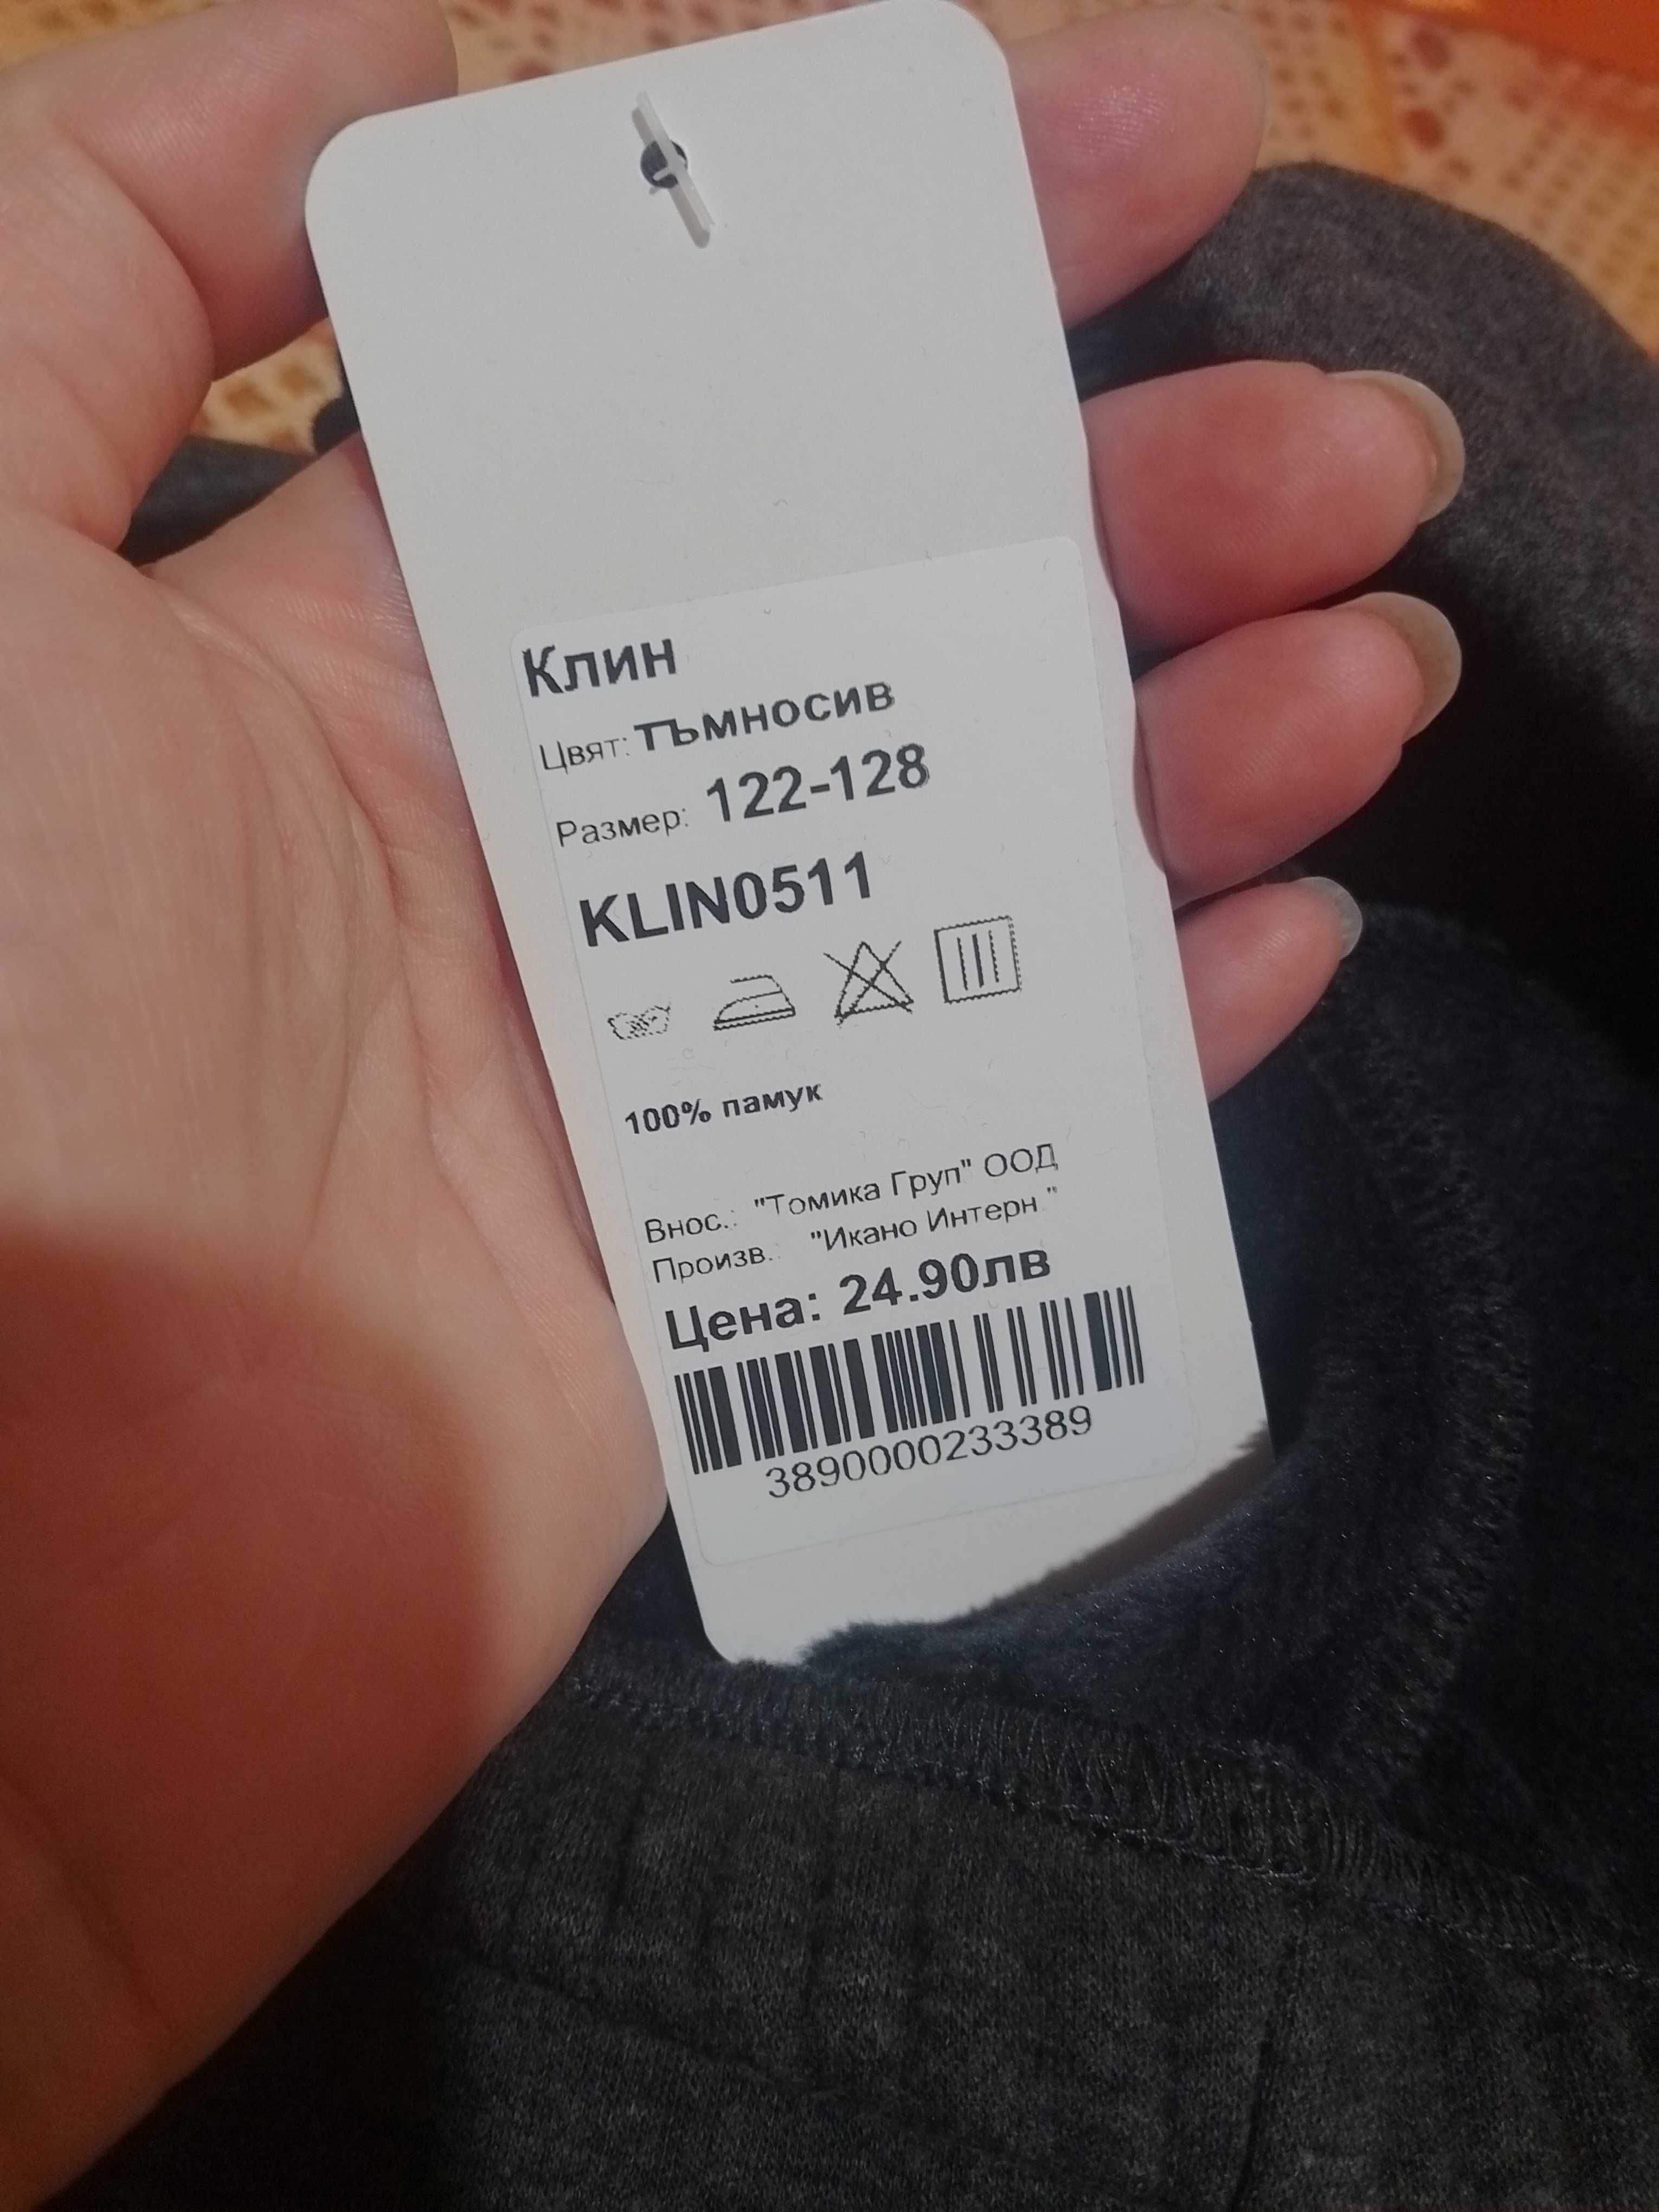 Клин
Цвят: тъмносив
Размер: 122-128
KLIN0511
100% памук
Внос.: "Томика Груп" ООД
Произв.: "Икано Интерн."
Цена: 24.90лв
3890000233389